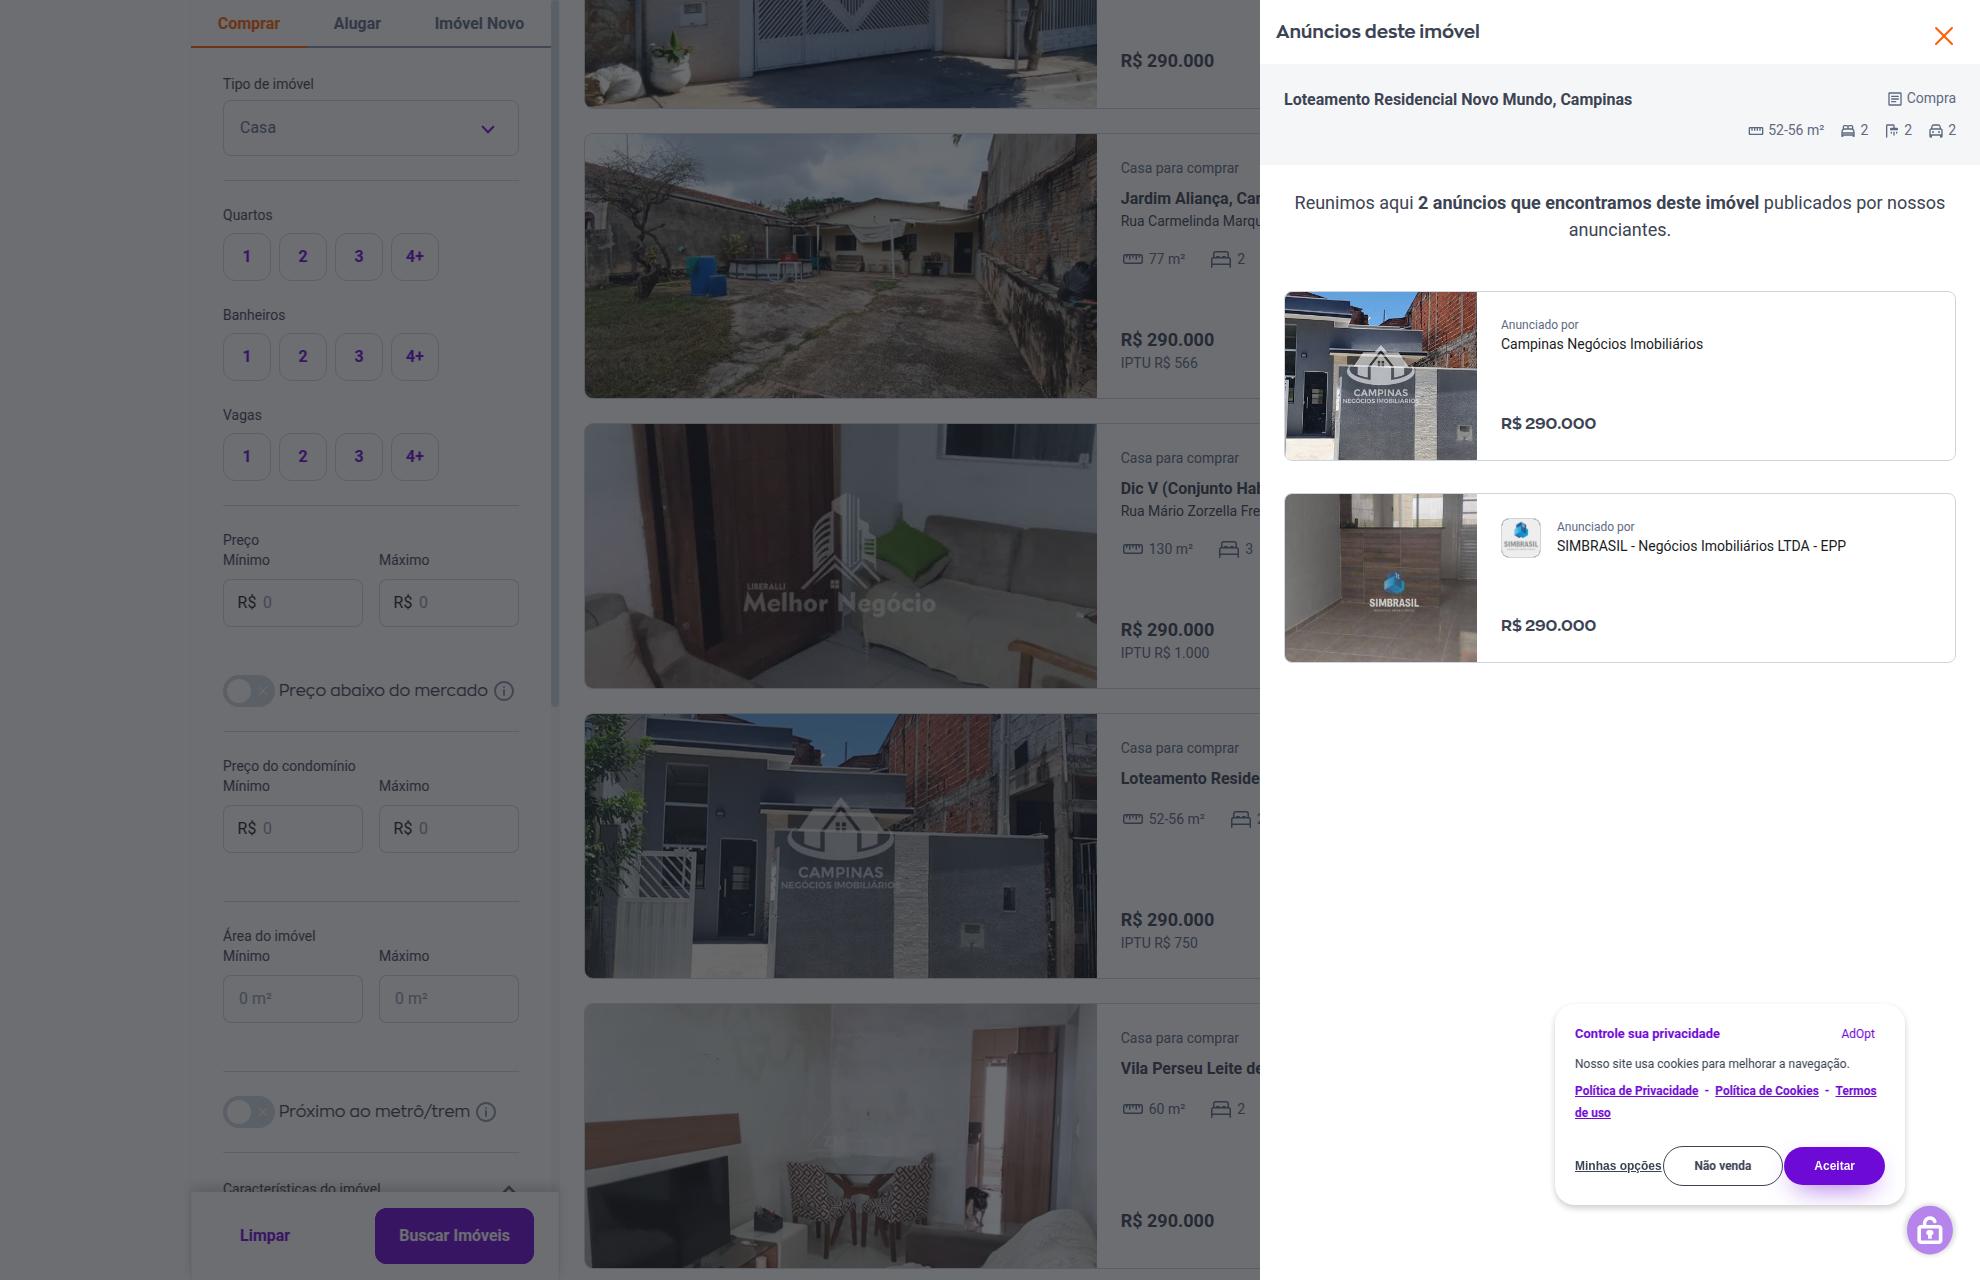 Comprar
Alugar
Imóvel Novo
Tipo de imóvel
Casa
Quartos
1
2
3
4+
Banheiros
1
2
3
4+
Vagas
1
2
3
4+
Preço
Mínimo
Máximo
R$ 0
R$ 0
Preço abaixo do mercado
Preço do condomínio
Mínimo
Máximo
R$ 0
R$ 0
Área do imóvel
Mínimo
Máximo
0 m²
0 m²
Próximo ao metrô/trem
Características do imóvel
Limpar
Buscar Imóveis
R$ 290.000
Casa para comprar
Jardim Aliança, Car
Rua Carmelinda Marqu
77 m²
2
R$ 290.000
IPTU R$ 566
LIBERALLI
Melhor Negócio
Casa para comprar
Dic V (Conjunto Hal
Rua Mário Zorzella Fre
130 m²
3
R$ 290.000
IPTU R$ 1.000
CAMPINAS
NEGÓCIOS IMOBILIÁRIOS
Casa para comprar
Loteamento Reside
52-56 m²
2
R$ 290.000
IPTU R$ 750
Casa para comprar
Vila Perseu Leite de
60 m²
2
R$ 290.000
Anúncios deste imóvel
Loteamento Residencial Novo Mundo, Campinas
Compra
52-56 m²
2
2
2
Reunimos aqui 2 anúncios que encontramos deste imóvel publicados por nossos
anunciantes.
CAMPINAS
NEGÓCIOS IMOBILIÁRIOS
Anunciado por
Campinas Negócios Imobiliários
R$ 290.000
SIMBRASIL
SIMBRASIL
Anunciado por
SIMBRASIL - Negócios Imobiliários LTDA - EPP
R$ 290.000
Controle sua privacidade
AdOpt
Nosso site usa cookies para melhorar a navegação.
Política de Privacidade - Política de Cookies - Termos
de uso
Minhas opções
Não venda
Aceitar